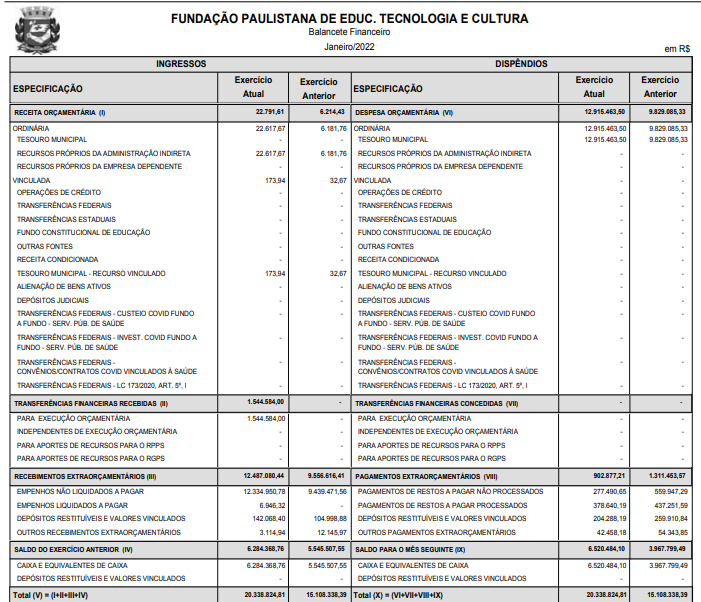 FUNDAÇÃO PAULISTANA DE EDUC. TECNOLOGIA E CULTURA
Balancete Financeiro
Janeiro/2022
em R$
INGRESSOS DISPÊNDIOS
ESPECIFICAÇÃO Exercício Atual Exercício Anterior ESPECIFICAÇÃO Exercício Atual Exercício Anterior
RECEITA ORÇAMENTÁRIA (I) 22.791,61 6.214,43 DESPESA ORÇAMENTÁRIA (VI) 12.915.463,50 9.829.085,33
ORDINÁRIA 22.617,67 6.181,76 ORDINÁRIA 12.915.463,50 9.829.085,33
TESOURO MUNICIPAL - - TESOURO MUNICIPAL 12.915.463,50 9.829.085,33
RECURSOS PRÓPRIOS DA ADMINISTRAÇÃO INDIRETA 22.617,67 6.181,76 RECURSOS PRÓPRIOS DA ADMINISTRAÇÃO INDIRETA - -
RECURSOS PRÓPRIOS DA EMPRESA DEPENDENTE - - RECURSOS PRÓPRIOS DA EMPRESA DEPENDENTE - -
VINCULADA 173,94 32,67 VINCULADA - -
OPERAÇÕES DE CRÉDITO - - OPERAÇÕES DE CRÉDITO - -
TRANSFERÊNCIAS FEDERAIS - - TRANSFERÊNCIAS FEDERAIS - -
TRANSFERÊNCIAS ESTADUAIS - - TRANSFERÊNCIAS ESTADUAIS - -
FUNDO CONSTITUCIONAL DE EDUCAÇÃO - - FUNDO CONSTITUCIONAL DE EDUCAÇÃO - -
OUTRAS FONTES - - OUTRAS FONTES - -
RECEITA CONDICIONADA - - RECEITA CONDICIONADA - -
TESOURO MUNICIPAL - RECURSO VINCULADO 173,94 32,67 TESOURO MUNICIPAL - RECURSO VINCULADO - -
ALIENAÇÃO DE BENS ATIVOS - - ALIENAÇÃO DE BENS ATIVOS - -
DEPÓSITOS JUDICIAIS - - DEPÓSITOS JUDICIAIS - -
TRANSFERÊNCIAS FEDERAIS - CUSTEIO COVID FUNDO - - TRANSFERÊNCIAS FEDERAIS - CUSTEIO COVID FUNDO - -
A FUNDO - SERV. PÚB. DE SAÚDE A FUNDO - SERV. PÚB. DE SAÚDE
TRANSFERÊNCIAS FEDERAIS - INVEST. COVID FUNDO A - - TRANSFERÊNCIAS FEDERAIS - INVEST. COVID FUNDO A - -
FUNDO - SERV. PÚB. DE SAÚDE FUNDO - SERV. PÚB. DE SAÚDE
TRANSFERÊNCIAS FEDERAIS - - - TRANSFERÊNCIAS FEDERAIS - - -
CONVÊNIOS/CONTRATOS COVID VINCULADOS À SAÚDE CONVÊNIOS/CONTRATOS COVID VINCULADOS À SAÚDE
TRANSFERÊNCIAS FEDERAIS - LC 173/2020, ART. 5º, I - - TRANSFERÊNCIAS FEDERAIS - LC 173/2020, ART. 5º, I - -
TRANSFERÊNCIAS FINANCEIRAS RECEBIDAS (II) 1.544.584,00 - TRANSFERÊNCIAS FINANCEIRAS CONCEDIDAS (VII) - -
PARA EXECUÇÃO ORÇAMENTÁRIA 1.544.584,00 - PARA EXECUÇÃO ORÇAMENTÁRIA - -
INDEPENDENTES DE EXECUÇÃO ORÇAMENTÁRIA - - INDEPENDENTES DE EXECUÇÃO ORÇAMENTÁRIA - -
PARA APORTES DE RECURSOS PARA O RPPS - - PARA APORTES DE RECURSOS PARA O RPPS - -
PARA APORTES DE RECURSOS PARA O RGPS - - PARA APORTES DE RECURSOS PARA O RGPS - -
RECEBIMENTOS EXTRAORÇAMENTÁRIOS (III) 12.487.080,44 9.556.616,41 PAGAMENTOS EXTRAORÇAMENTÁRIOS (VIII) 902.877,21 1.311.453,57
EMPENHOS NÃO LIQUIDADOS A PAGAR 12.334.950,78 9.439.471,56 PAGAMENTOS DE RESTOS A PAGAR NÃO PROCESSADOS 277.490,65 559.947,29
EMPENHOS LIQUIDADOS A PAGAR 6.946,32 - PAGAMENTOS DE RESTOS A PAGAR PROCESSADOS 378.640,19 437.251,59
DEPÓSITOS RESTITUÍVEIS E VALORES VINCULADOS 142.068,40 104.998,88 DEPÓSITOS RESTITUÍVEIS E VALORES VINCULADOS 204.288,19 259.910,84
OUTROS RECEBIMENTOS EXTRAORÇAMENTÁRIOS 3.114,94 12.145,97 OUTROS PAGAMENTOS EXTRAORÇAMENTÁRIOS 42.458,18 54.343,85
SALDO DO EXERCÍCIO ANTERIOR (IV) 6.284.368,76 5.545.507,55 SALDO PARA O MÊS SEGUINTE (IX) 6.520.484,10 3.967.799,49
CAIXA E EQUIVALENTES DE CAIXA 6.284.368,76 5.545.507,55 CAIXA E EQUIVALENTES DE CAIXA 6.520.484,10 3.967.799,49
DEPÓSITOS RESTITUÍVEIS E VALORES VINCULADOS - - DEPÓSITOS RESTITUÍVEIS E VALORES VINCULADOS - -
Total (V) = (I+II+III+IV) 20.338.824,81 15.108.338,39 Total (X) = (VI+VII+VIII+IX) 20.338.824,81 15.108.338,39